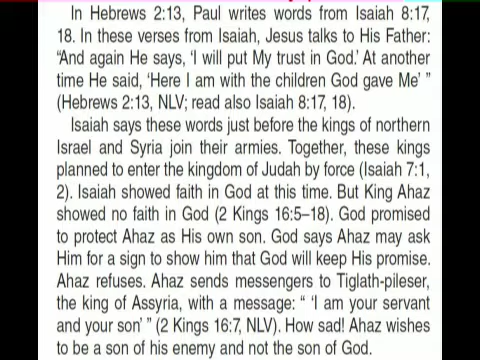 In Hebrews 2:13, Paul writes words from Isaiah 8:17,
18. In these verses from Isaiah, Jesus talks to His Father:
“And again He says, ‘I will put My trust in God.’ At another
time He said, ‘Here I am with the children God gave Me’ ”
(Hebrews 2:13, NLV; read also Isaiah 8:17, 18).
Isaiah says these words just before the kings of northern
Israel and Syria join their armies. Together, these kings
planned to enter the kingdom of Judah by force (Isaiah 7:1,
2). Isaiah showed faith in God at this time. But King Ahaz
showed no faith in God (2 Kings 16:5–18). God promised
to protect Ahaz as His own son. God says Ahaz may ask
Him for a sign to show him that God will keep His promise.
Ahaz refuses. Ahaz sends messengers to Tiglath-pileser,
the king of Assyria, with a message: “ ‘I am your servant
and your son’ ” (2 Kings 16:7, NLV). How sad! Ahaz wishes
to be a son of his enemy and not the son of God.